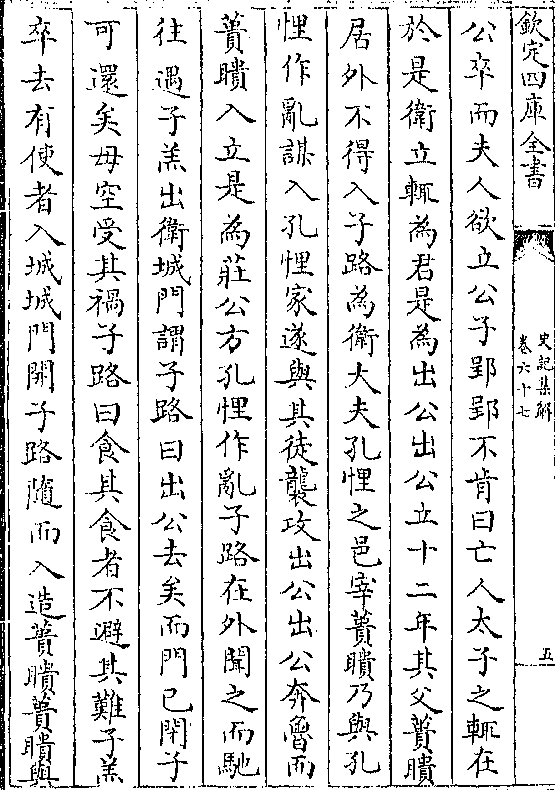 欽定四庫全書
史記集解
卷六十七
五
公卒而夫人欲立公子郢郢不肯曰亡人太子之輒在
於是衛立輒為君是為出公出公立十二年其父蕢聵
居外不得入子路為衛大夫孔悝之邑宰蕢聵乃與孔
悝作亂謀入孔悝家遂與其徒襲攻出公出公奔魯而
蕢聵入立是為莊公方孔悝作亂子路在外聞之而馳
往遇子羔出衛城門謂子路曰出公去矣而門已閉子
可還矣毋空受其禍子路曰食其食者不避其難子羔
卒去有使者入城城門開子路隨而入造蕢聵蕢聵與